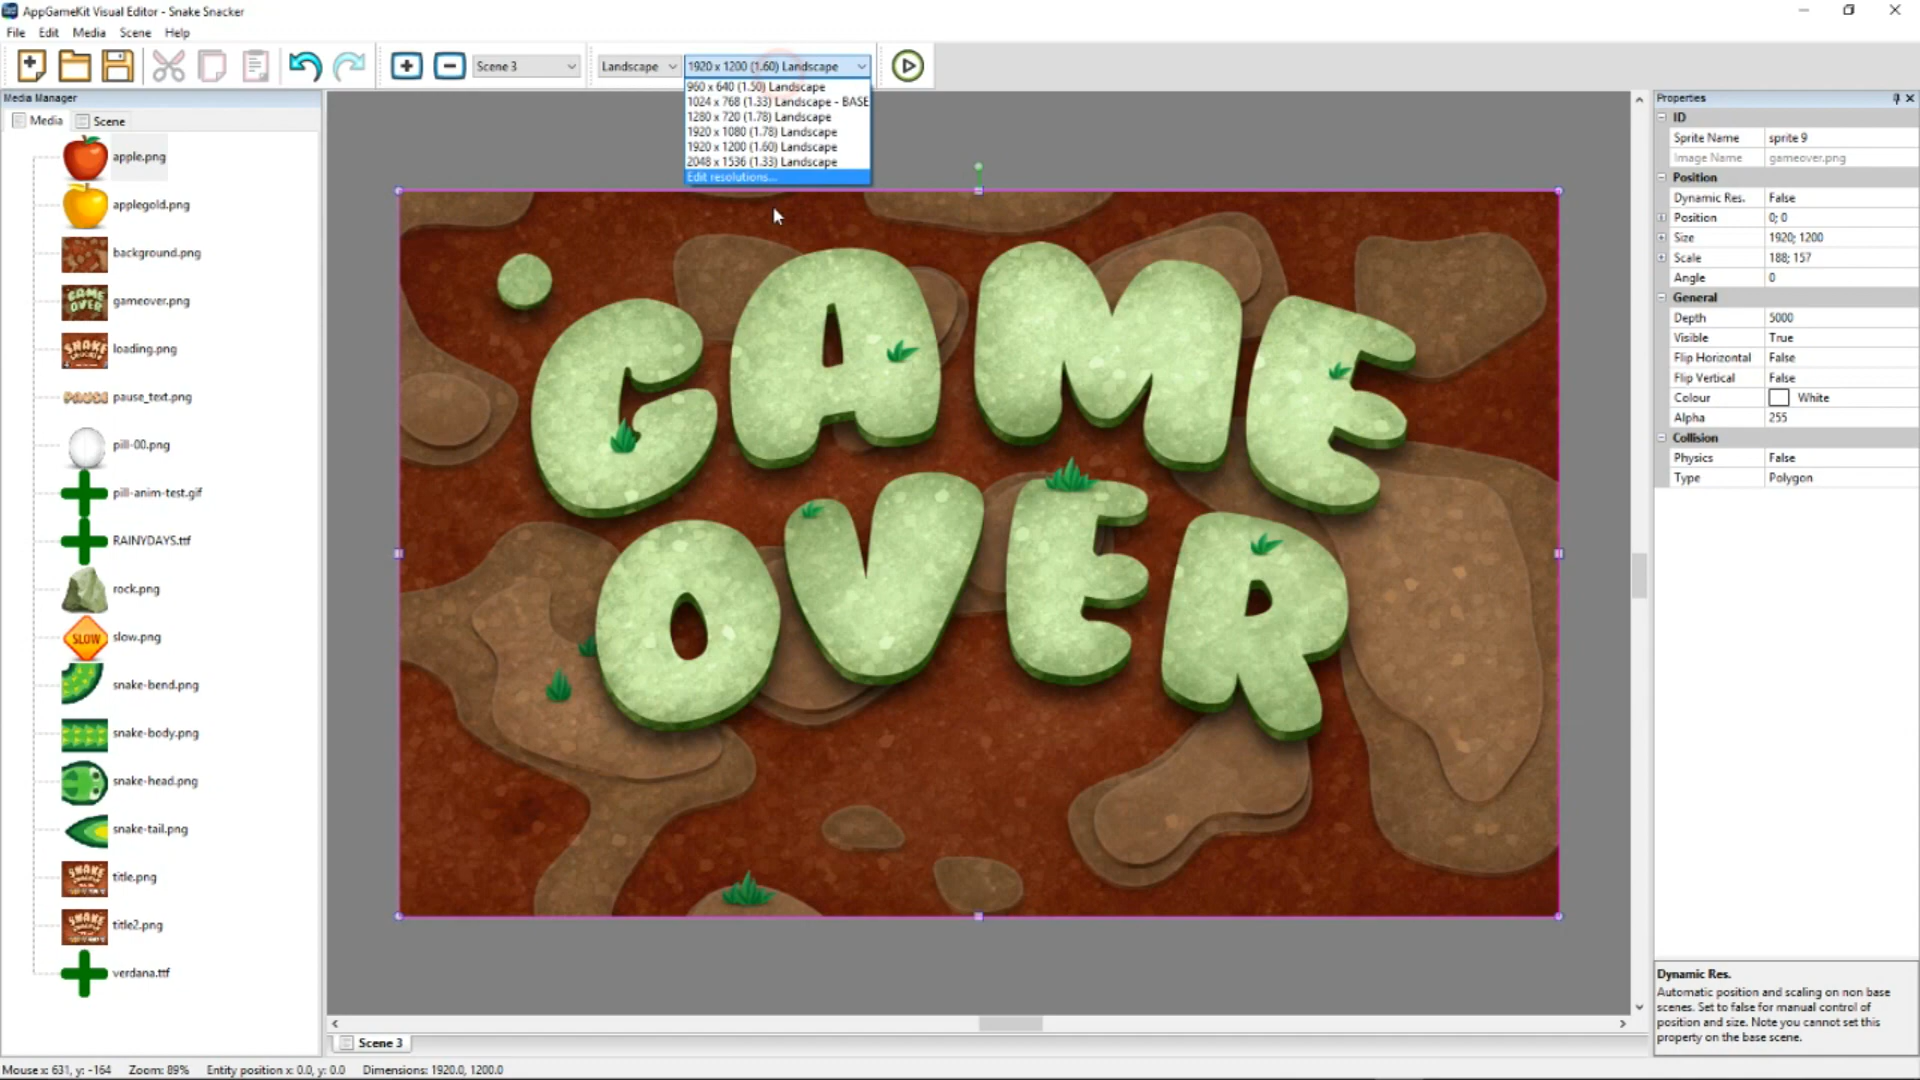 AppGameKit Visual Editor - Snake Snacker
File Edit Media Scene Help
Scene 3
Landscape
1920 x 1200 (1.60) Landscape
960 x 640 (1.50) Landscape
1024 x 768 (1.33) Landscape - BASE
1280 x 720 (1.78) Landscape
1920 x 1080 (1.78) Landscape
1920 x 1200 (1.60) Landscape
2048 x 1536 (1.33) Landscape
Edit resolutions...
Media Manager
Media Scene
apple.png
applegold.png
background.png
GAME OVER gameover.png
loading.png
PAUSE pause_text.png
pill-00.png
pill-anim-test.gif
RAINYDAYS.ttf
rock.png
SLOW slow.png
snake-bend.png
snake-body.png
snake-head.png
snake-tail.png
title.png
title2.png
verdana.ttf
GAME
OVER
Scene 3
Properties
ID
Sprite Name sprite 9
Image Name gameover.png
Position
Dynamic Res. False
Position 0; 0
Size 1920; 1200
Scale 188; 157
Angle 0
General
Depth 5000
Visible True
Flip Horizontal False
Flip Vertical False
Colour White
Alpha 255
Collision
Physics False
Type Polygon
Dynamic Res.
Automatic position and scaling on non base
scenes. Set to false for manual control of
position and size. Note you cannot set this
property on the base scene.
Mouse x: 631, y: -164 Zoom: 89% Entity position x: 0.0, y: 0.0 Dimensions: 1920.0, 1200.0